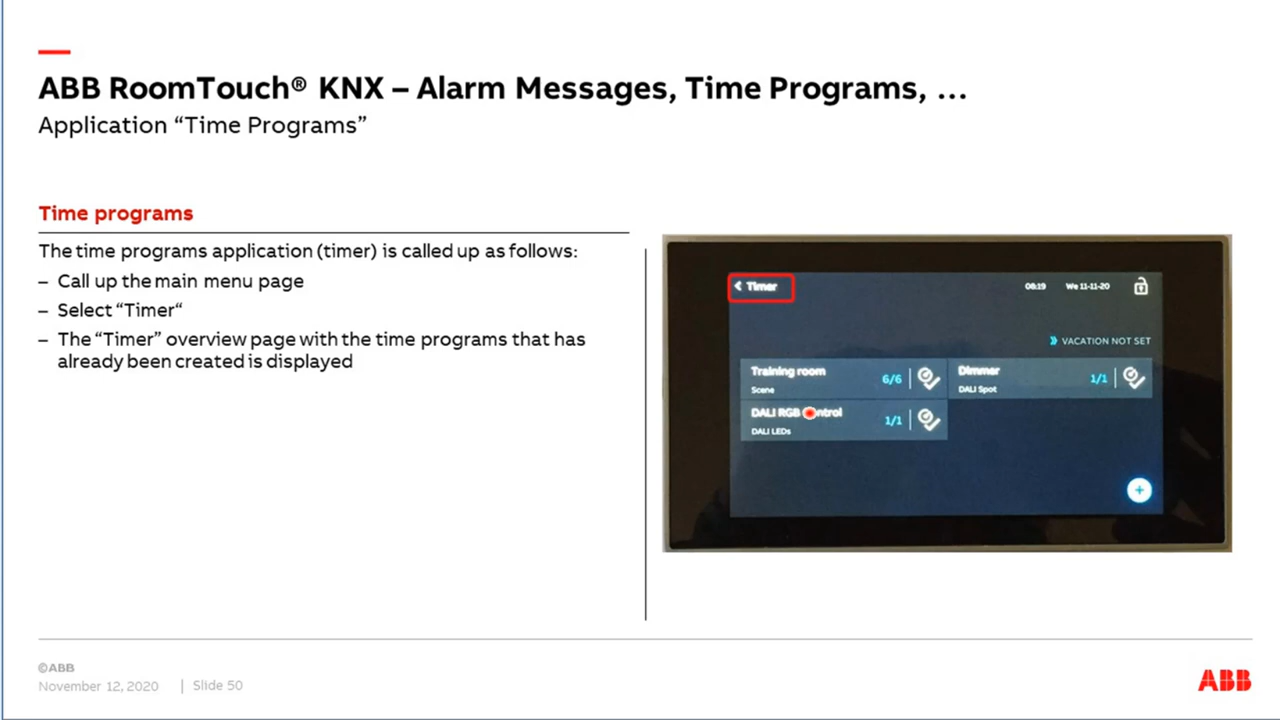 ABB RoomTouch® KNX – Alarm Messages, Time Programs, …
Application “Time Programs”
Time programs
The time programs application (timer) is called up as follows:
– Call up the main menu page
– Select “Timer“
– The “Timer” overview page with the time programs that has
already been created is displayed
< Timer
08:19 We 11-11-20
VACATION NOT SET
Training room 6/6
Scene
Dimmer 1/1
DALI Spot
DALI RGB ntrol 1/1
DALI LEDs
©ABB
November 12, 2020 | Slide 50
ABB